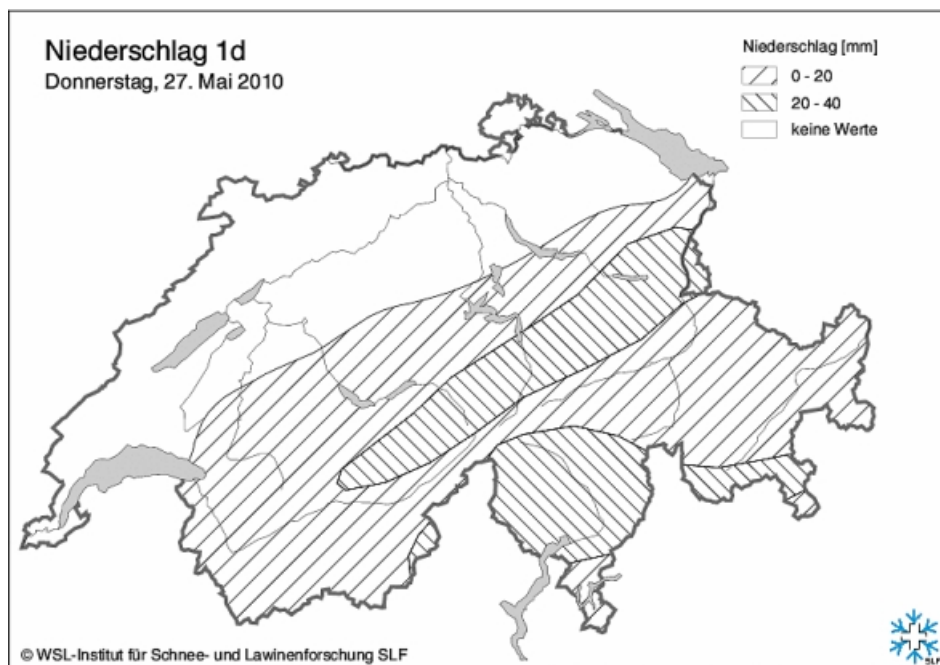 Niederschlag 1d
Donnerstag, 27. Mai 2010
Niederschlag [mm]
0 - 20
20 - 40
keine Werte
© WSL-Institut für Schnee- und Lawinenforschung SLF
SLF